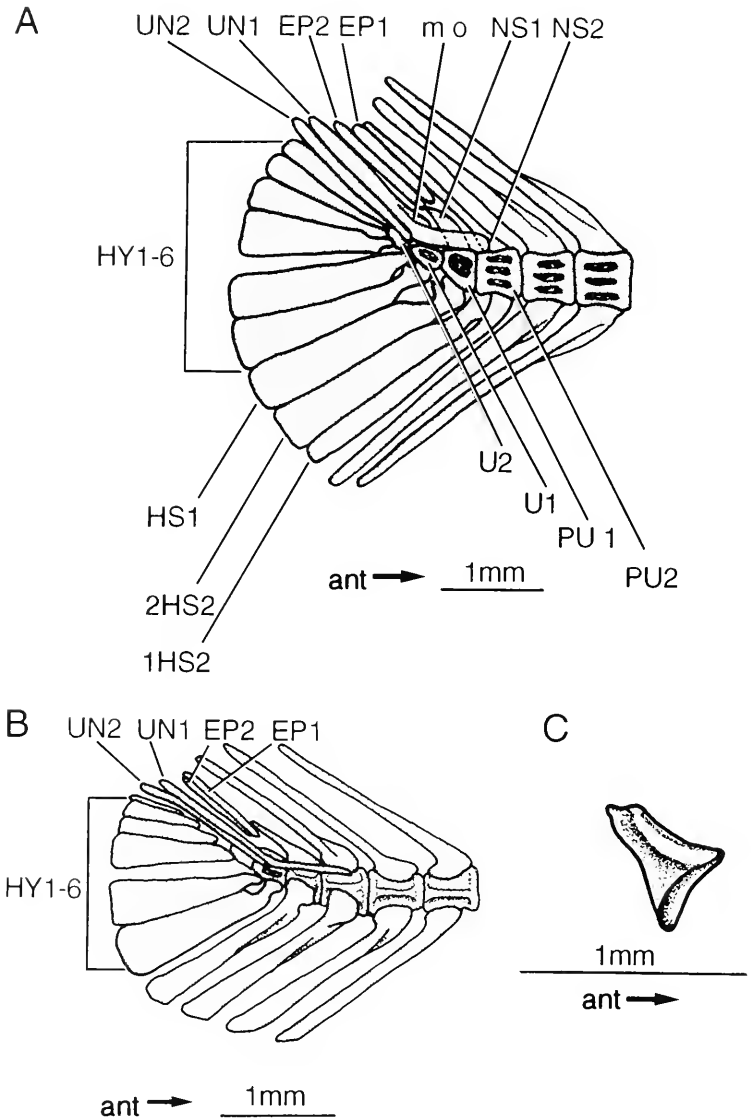 A
UN2 UN1 EP2 EP1 m o NS1 NS2
HY1-6
U2
U1
HS1
PU 1
ant 1mm
PU2
2HS2
1HS2
B
UN2 UN1 EP2 EP1
C
HY1-6
1mm
ant
ant 1mm